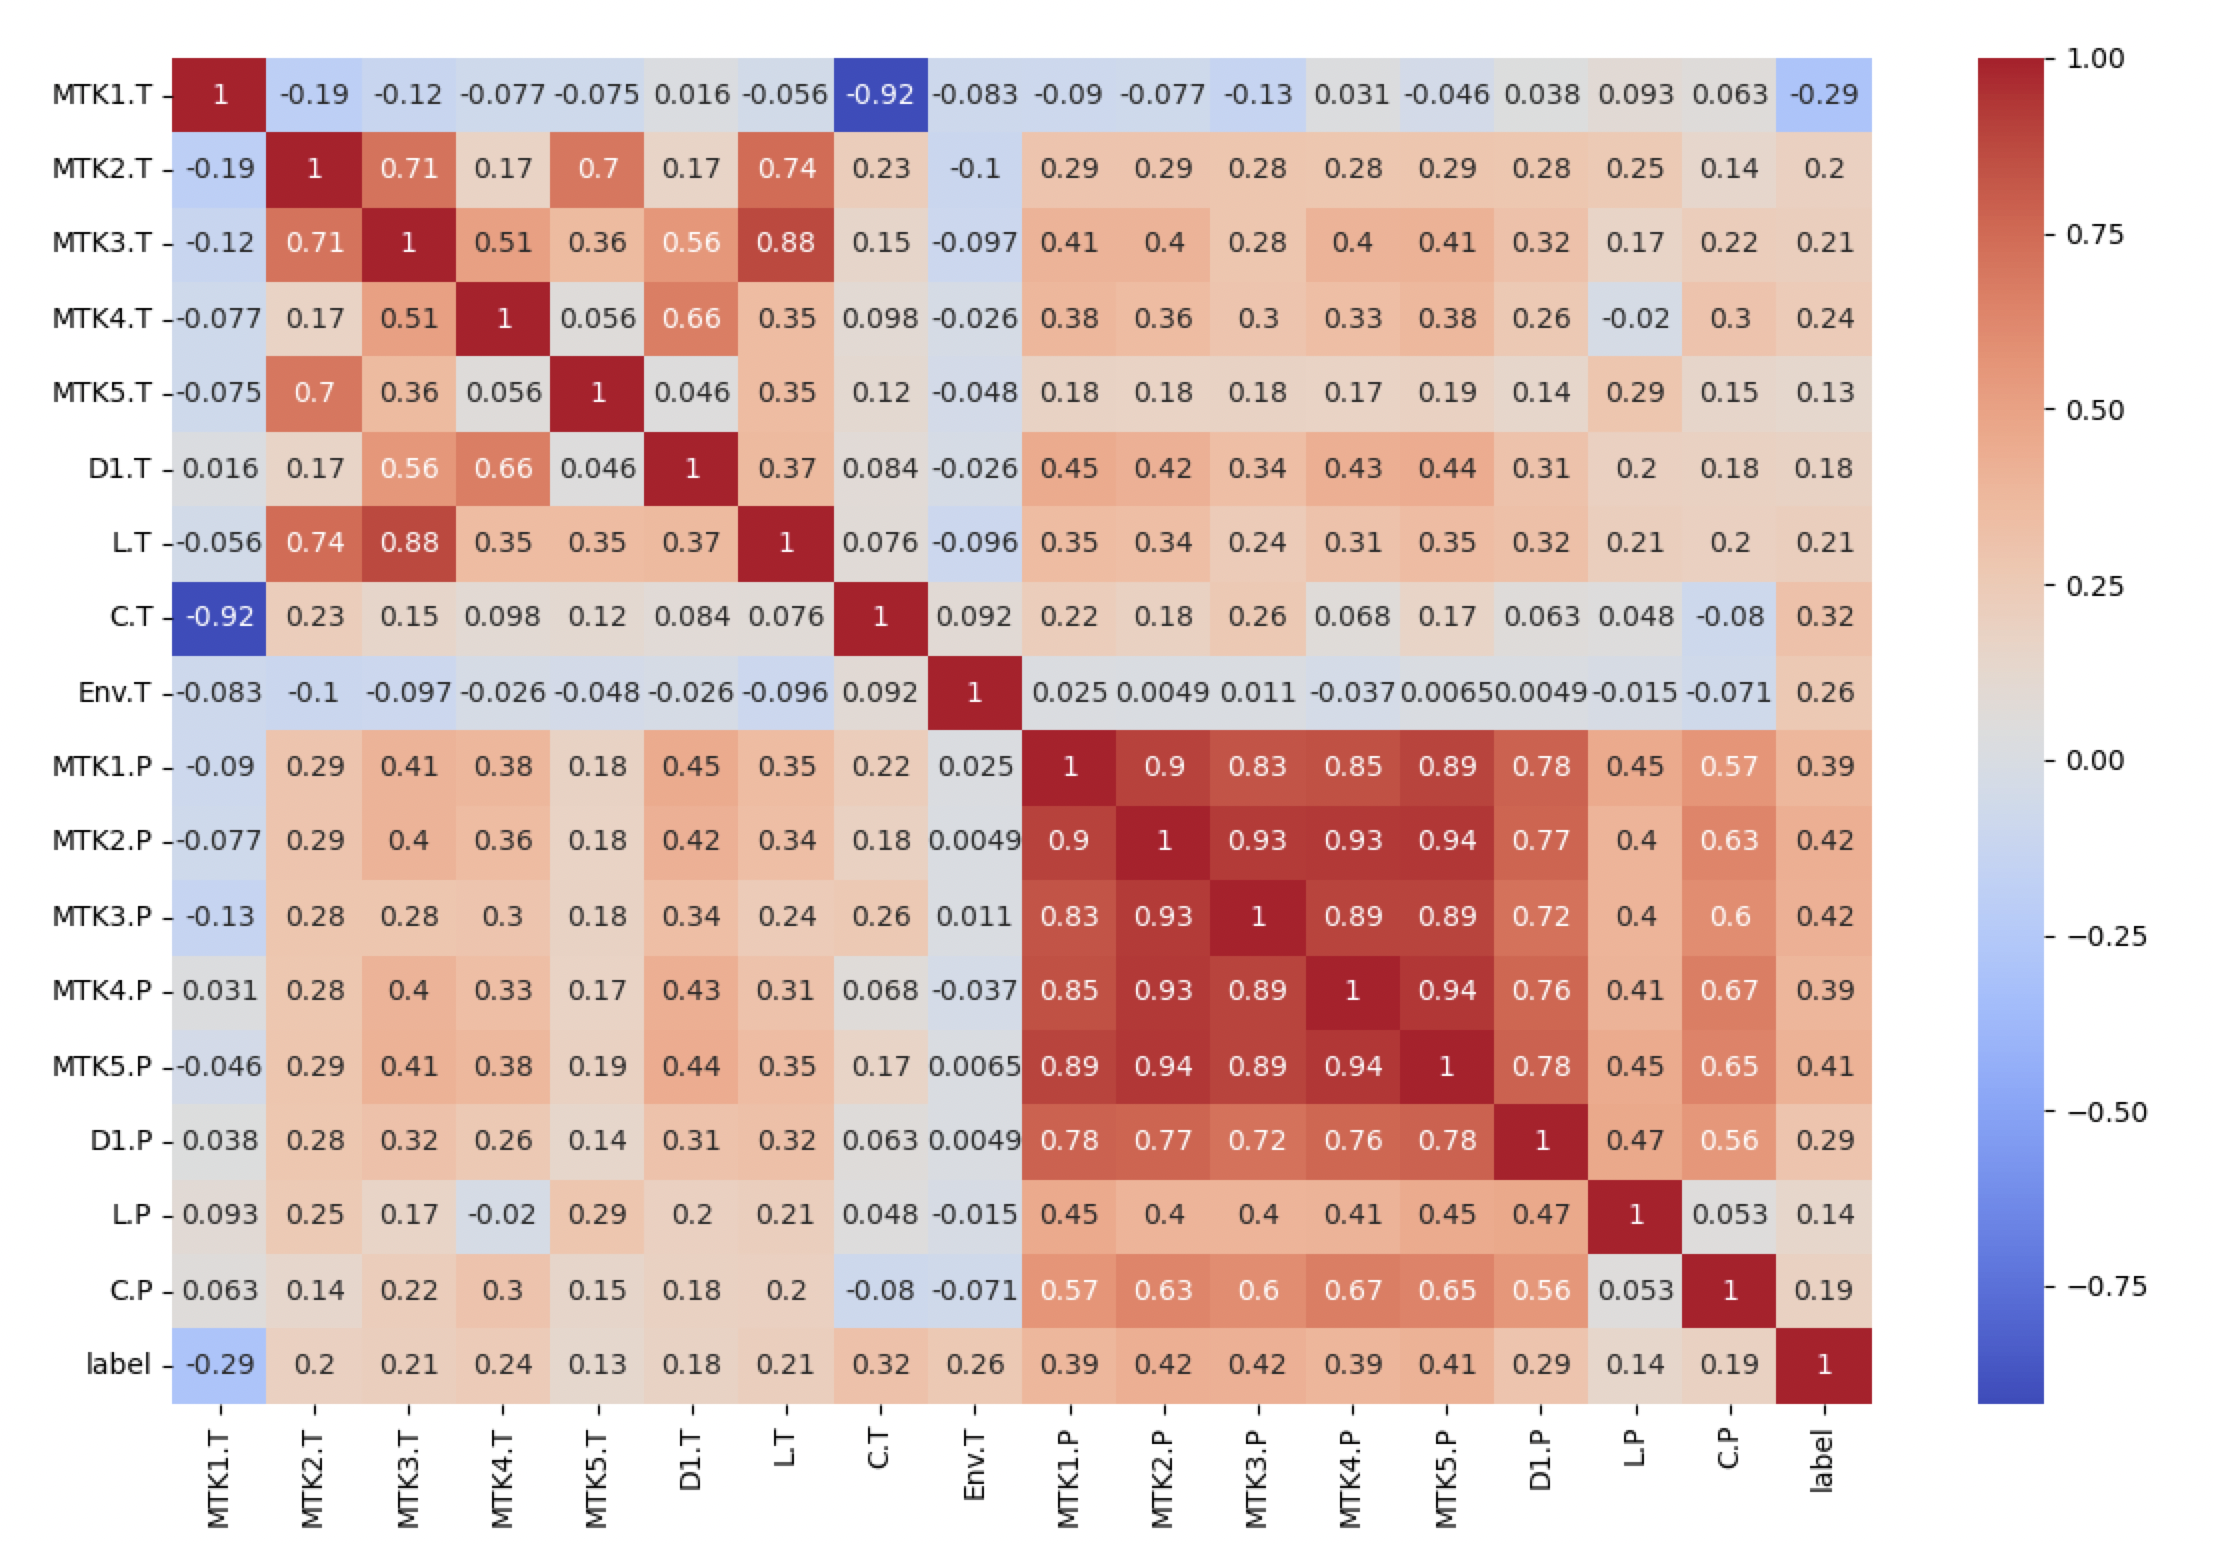 MTK1.T 1 -0.19 -0.12 -0.077 -0.075 0.016 -0.056 -0.92 -0.083 -0.09 -0.077 -0.13 0.031 -0.046 0.038 0.093 0.063 -0.29
MTK2.T -0.19 1 0.71 0.17 0.7 0.17 0.74 0.23 -0.1 0.29 0.29 0.28 0.28 0.29 0.28 0.25 0.14 0.2
MTK3.T -0.12 0.71 1 0.51 0.36 0.56 0.88 0.15 -0.097 0.41 0.4 0.28 0.4 0.41 0.32 0.17 0.22 0.21
MTK4.T -0.077 0.17 0.51 1 0.056 0.66 0.35 0.098 -0.026 0.38 0.36 0.3 0.33 0.38 0.26 -0.02 0.3 0.24
MTK5.T -0.075 0.7 0.36 0.056 1 0.046 0.35 0.12 -0.048 0.18 0.18 0.18 0.17 0.19 0.14 0.29 0.15 0.13
D1.T 0.016 0.17 0.56 0.66 0.046 1 0.37 0.084 -0.026 0.45 0.42 0.34 0.43 0.44 0.31 0.2 0.18 0.18
L.T -0.056 0.74 0.88 0.35 0.35 0.37 1 0.076 -0.096 0.35 0.34 0.24 0.31 0.35 0.32 0.21 0.2 0.21
C.T -0.92 0.23 0.15 0.098 0.12 0.084 0.076 1 0.092 0.22 0.18 0.26 0.068 0.17 0.063 0.048 -0.08 0.32
Env.T -0.083 -0.1 -0.097 -0.026 -0.048 -0.026 -0.096 0.092 1 0.025 0.0049 0.011 -0.037 0.0065 0.0049 -0.015 -0.071 0.26
MTK1.P -0.09 0.29 0.41 0.38 0.18 0.45 0.35 0.22 0.025 1 0.9 0.83 0.85 0.89 0.78 0.45 0.57 0.39
MTK2.P -0.077 0.29 0.4 0.36 0.18 0.42 0.34 0.18 0.0049 0.9 1 0.93 0.93 0.94 0.77 0.4 0.63 0.42
MTK3.P -0.13 0.28 0.28 0.3 0.18 0.34 0.24 0.26 0.011 0.83 0.93 1 0.89 0.89 0.72 0.4 0.6 0.42
MTK4.P 0.031 0.28 0.4 0.33 0.17 0.43 0.31 0.068 -0.037 0.85 0.93 0.89 1 0.94 0.76 0.41 0.67 0.39
MTK5.P -0.046 0.29 0.41 0.38 0.19 0.44 0.35 0.17 0.0065 0.89 0.94 0.89 0.94 1 0.78 0.45 0.65 0.41
D1.P 0.038 0.28 0.32 0.26 0.14 0.31 0.32 0.063 0.0049 0.78 0.77 0.72 0.76 0.78 1 0.47 0.56 0.29
L.P 0.093 0.25 0.17 -0.02 0.29 0.2 0.21 0.048 -0.015 0.45 0.4 0.4 0.41 0.45 0.47 1 0.053 0.14
C.P 0.063 0.14 0.22 0.3 0.15 0.18 0.2 -0.08 -0.071 0.57 0.63 0.6 0.67 0.65 0.56 0.053 1 0.19
label -0.29 0.2 0.21 0.24 0.13 0.18 0.21 0.32 0.26 0.39 0.42 0.42 0.39 0.41 0.29 0.14 0.19 1
MTK1.T MTK2.T MTK3.T MTK4.T MTK5.T D1.T L.T C.T Env.T MTK1.P MTK2.P MTK3.P MTK4.P MTK5.P D1.P L.P C.P label
1.00
0.75
0.50
0.25
0.00
−0.25
−0.50
−0.75